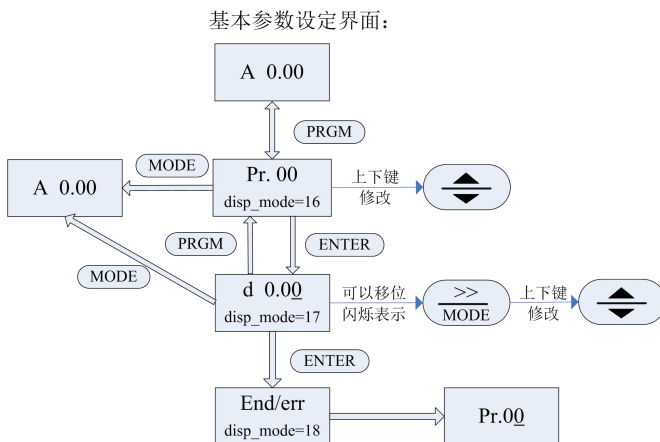 基本参数设定界面：
A 0.00
PRGM
MODE
A 0.00
Pr. 00
disp_mode=16
上下键
修改
PRGM
ENTER
MODE
d 0.00
disp_mode=17
可以移位
闪烁表示
>>
MODE
上下键
修改
ENTER
End/err
disp_mode=18
Pr.00